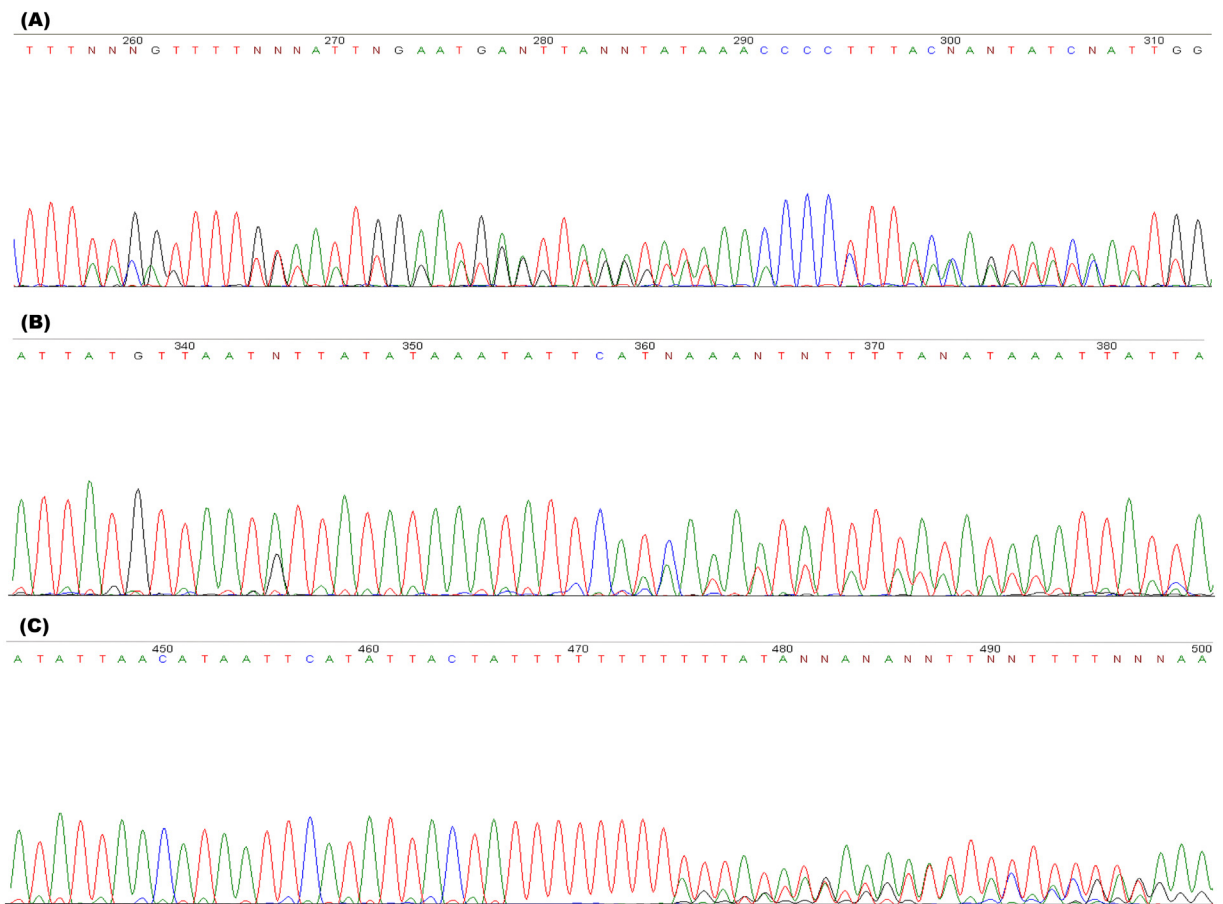 (A)
260 270 280 290 300 310
T T T N N N G T T T T N N N A T T N G A A T G A N T T A N N T A T A A A C C C C T T T A C N A N T A T C N A T T G G
(B)
340 350 360 370 380
A T T A T G T T A A T N T T A T A T A A A T A T T C A T N A A A N T N T T T T A N A T A A A T T A T T A
(C)
450 460 470 480 490 500
A T A T T A A C A T A A T T C A T A T T A C T A T T T T T T T T T T T A T A N N A N A N N T T N N T T T T N N N A A